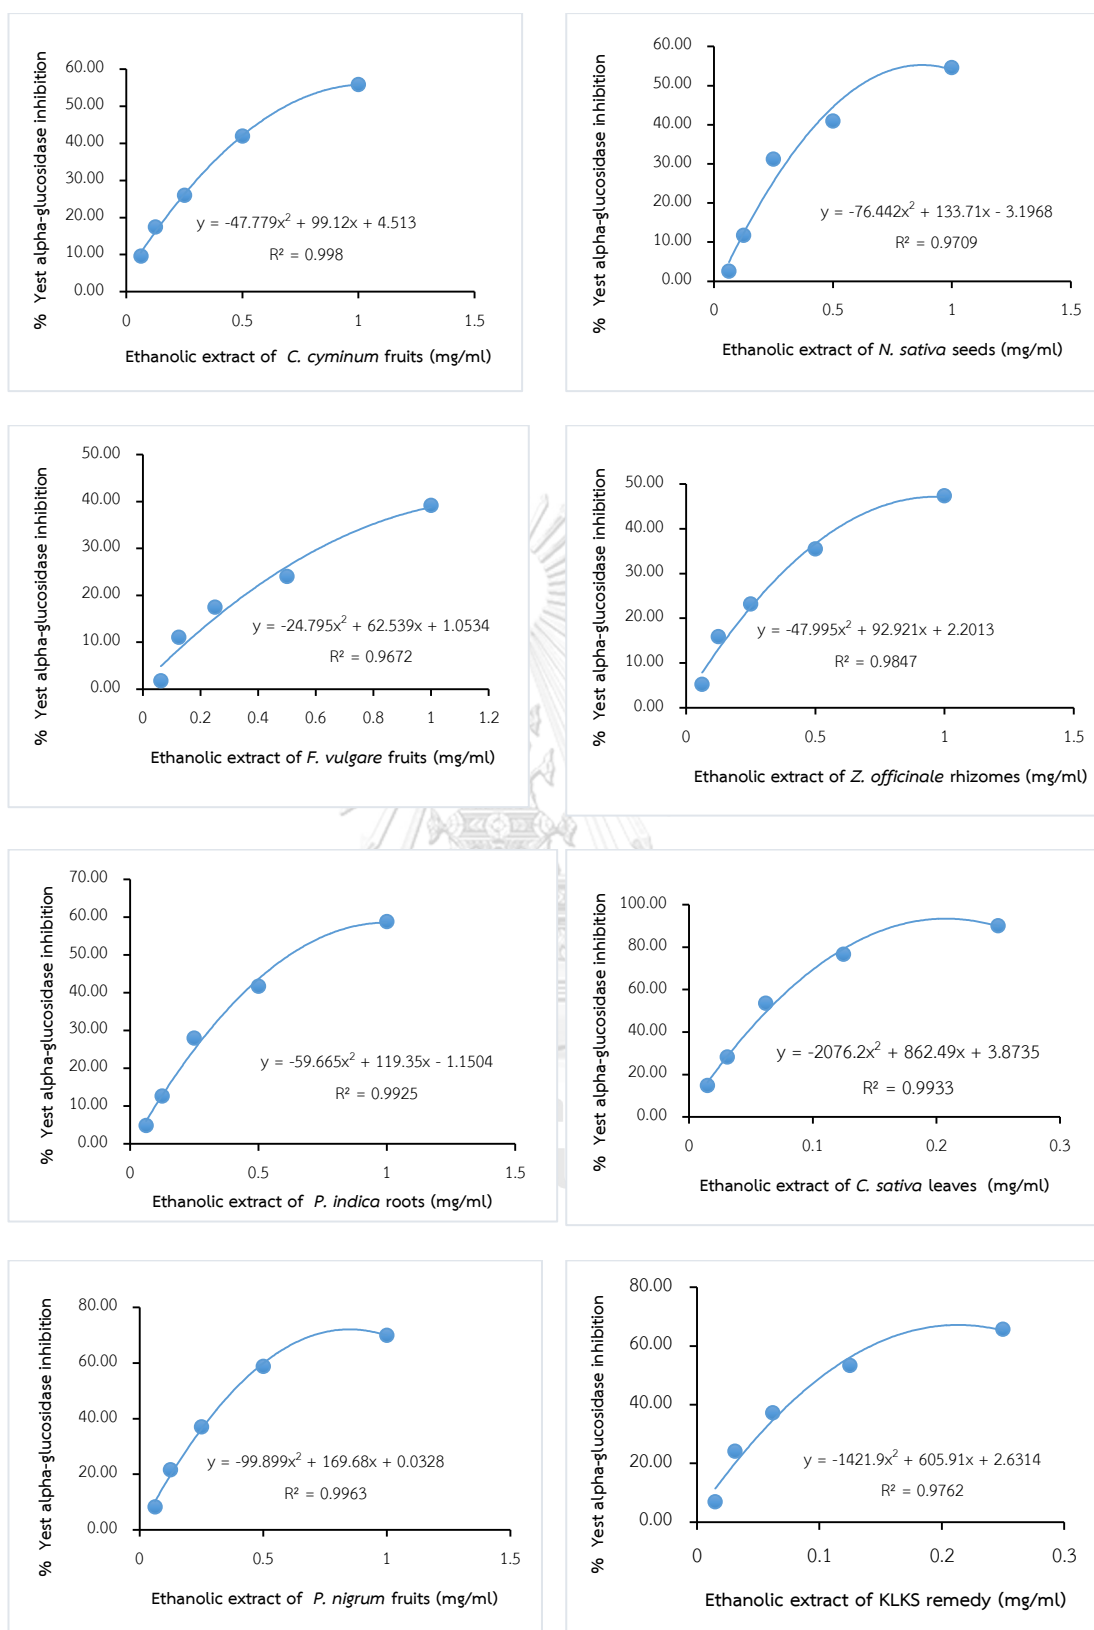 % Yest alpha-glucosidase inhibition
60.00
50.00
40.00
30.00
20.00
10.00
0.00
y = -47.779x² + 99.12x + 4.513
R² = 0.998
0 0.5 1 1.5
Ethanolic extract of C. cyminum fruits (mg/ml)
% Yest alpha-glucosidase inhibition
60.00
50.00
40.00
30.00
20.00
10.00
0.00
y = -76.442x² + 133.71x - 3.1968
R² = 0.9709
0 0.5 1 1.5
Ethanolic extract of N. sativa seeds (mg/ml)
% Yest alpha-glucosidase inhibition
50.00
40.00
30.00
20.00
10.00
0.00
y = -24.795x² + 62.539x + 1.0534
R² = 0.9672
0 0.2 0.4 0.6 0.8 1 1.2
Ethanolic extract of F. vulgare fruits (mg/ml)
% Yest alpha-glucosidase inhibition
50.00
40.00
30.00
20.00
10.00
0.00
y = -47.995x² + 92.921x + 2.2013
R² = 0.9847
0 0.5 1 1.5
Ethanolic extract of Z. officinale rhizomes (mg/ml)
% Yest alpha-glucosidase inhibition
70.00
60.00
50.00
40.00
30.00
20.00
10.00
0.00
y = -59.665x² + 119.35x - 1.1504
R² = 0.9925
0 0.5 1 1.5
Ethanolic extract of P. indica roots (mg/ml)
% Yest alpha-glucosidase inhibition
100.00
80.00
60.00
40.00
20.00
0.00
y = -2076.2x² + 862.49x + 3.8735
R² = 0.9933
0 0.1 0.2 0.3
Ethanolic extract of C. sativa leaves (mg/ml)
% Yest alpha-glucosidase inhibition
80.00
60.00
40.00
20.00
0.00
y = -99.899x² + 169.68x + 0.0328
R² = 0.9963
0 0.5 1 1.5
Ethanolic extract of P. nigrum fruits (mg/ml)
% Yest alpha-glucosidase inhibition
80.00
60.00
40.00
20.00
0.00
y = -1421.9x² + 605.91x + 2.6314
R² = 0.9762
0 0.1 0.2 0.3
Ethanolic extract of KLKS remedy (mg/ml)